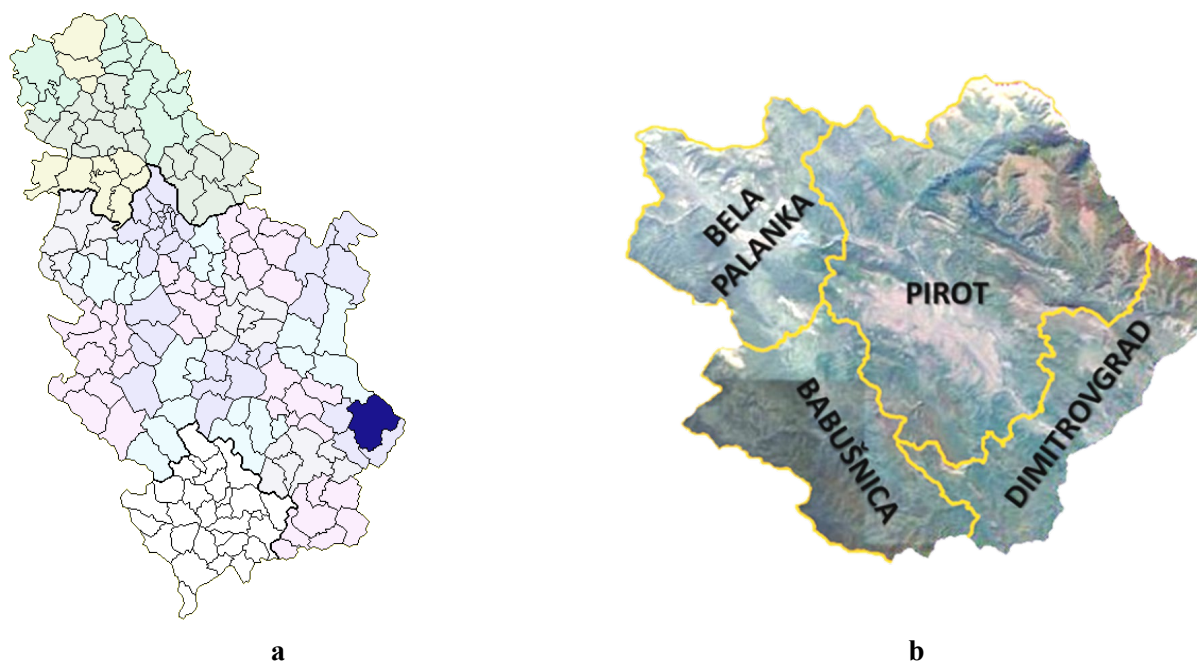 BELA
PALANKA
PIROT
BABUŠNICA
DIMITROVGRAD
a
b